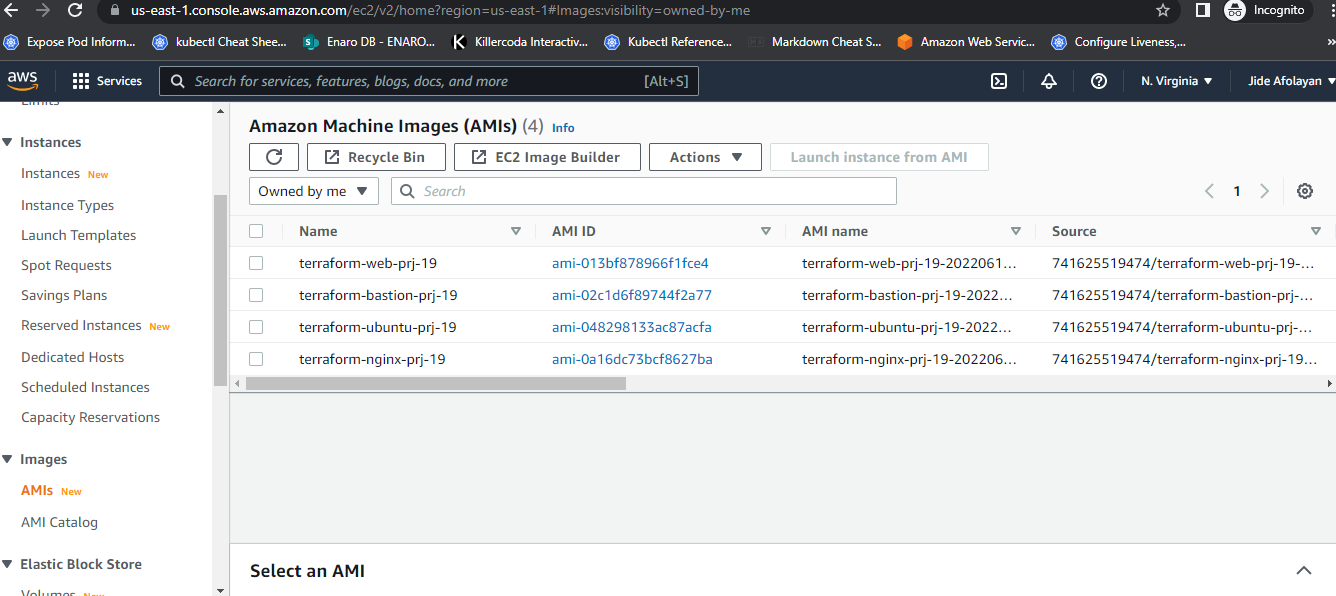 us-east-1.console.aws.amazon.com/ec2/v2/home?region=us-east-1#Images:visibility=owned-by-me
Incognito
Expose Pod Inform... kubectl Cheat Shee... Enaro DB - ENARO... Killercoda Interactiv... Kubectl Reference... Markdown Cheat S... Amazon Web Servic... Configure Liveness,... »
aws Services Search for services, features, blogs, docs, and more [Alt+S] N. Virginia ▼ Jide Afolayan ▼
Limits
Instances
Instances New
Instance Types
Launch Templates
Spot Requests
Savings Plans
Reserved Instances New
Dedicated Hosts
Scheduled Instances
Capacity Reservations
Images
AMIs New
AMI Catalog
Elastic Block Store
Volumes New
Amazon Machine Images (AMIs) (4) Info
Recycle Bin EC2 Image Builder Actions ▼ Launch instance from AMI
Owned by me ▼ Search 1
Name AMI ID AMI name Source
terraform-web-prj-19 ami-013bf878966f1fce4 terraform-web-prj-19-2022061... 741625519474/terraform-web-prj-19-...
terraform-bastion-prj-19 ami-02c1d6f89744f2a77 terraform-bastion-prj-19-2022... 741625519474/terraform-bastion-prj-...
terraform-ubuntu-prj-19 ami-048298133ac87acfa terraform-ubuntu-prj-19-2022... 741625519474/terraform-ubuntu-prj-...
terraform-nginx-prj-19 ami-0a16dc73bcf8627ba terraform-nginx-prj-19-202206... 741625519474/terraform-nginx-prj-19...
Select an AMI